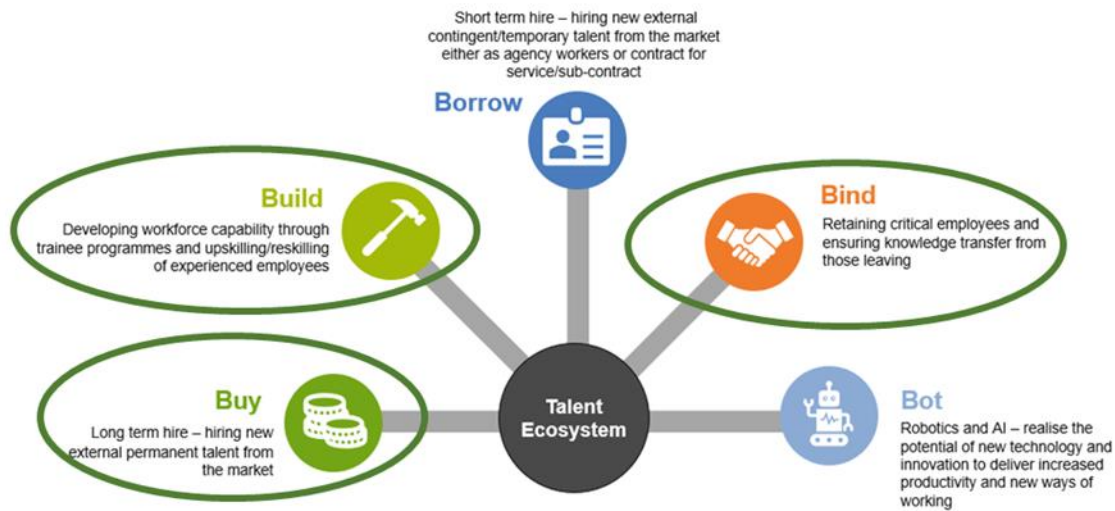 Short term hire – hiring new external
contingent/temporary talent from the market
either as agency workers or contract for
service/sub-contract
Borrow
Build
Developing workforce capability through
trainee programmes and upskilling/reskilling
of experienced employees
Bind
Retaining critical employees and
ensuring knowledge transfer from
those leaving
Buy
Long term hire – hiring new
external permanent talent from
the market
Talent
Ecosystem
Bot
Robotics and AI – realise the
potential of new technology and
innovation to deliver increased
productivity and new ways of
working